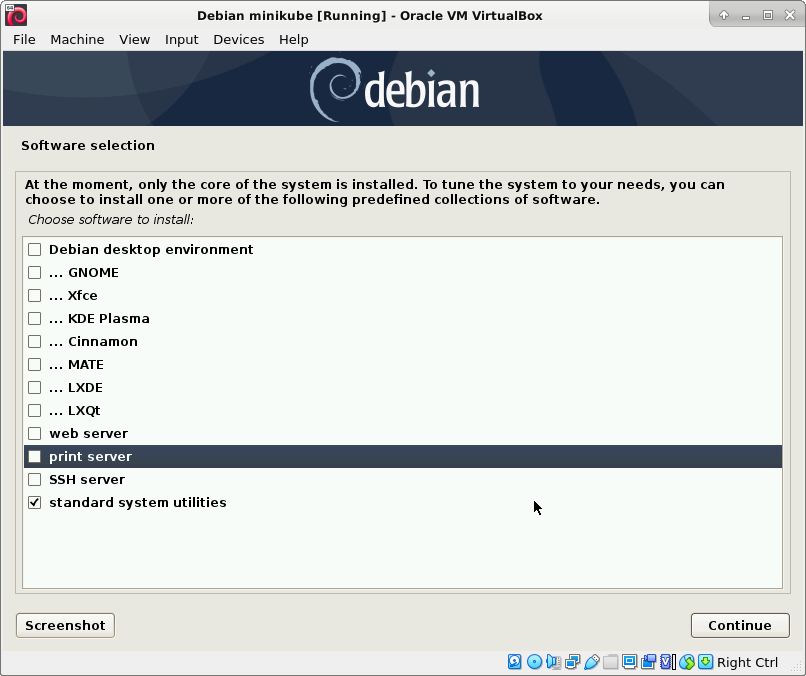 Debian minikube [Running] - Oracle VM VirtualBox
File Machine View Input Devices Help
debian
Software selection
At the moment, only the core of the system is installed. To tune the system to your needs, you can
choose to install one or more of the following predefined collections of software.
Choose software to install:
Debian desktop environment
... GNOME
... Xfce
... KDE Plasma
... Cinnamon
... MATE
... LXDE
... LXQt
web server
print server
SSH server
standard system utilities
Screenshot Continue
Right Ctrl